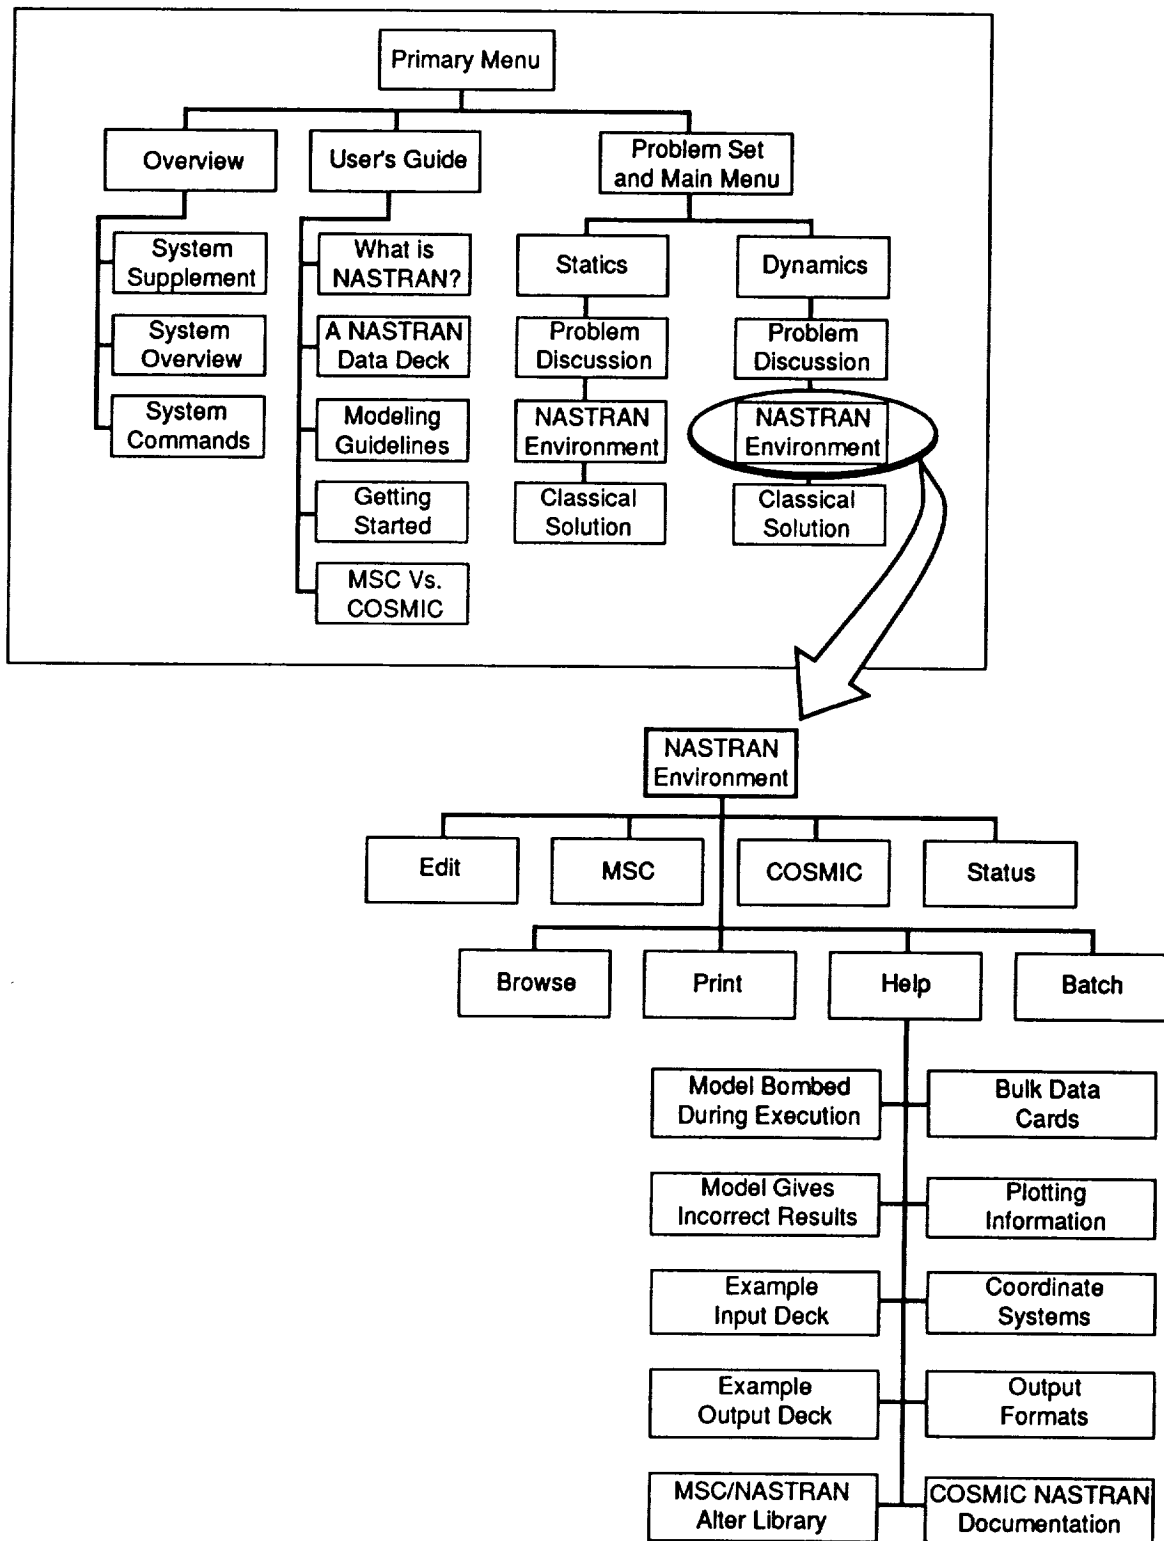 Primary Menu
Overview
User's Guide
Problem Set
and Main Menu
System
Supplement
System
Overview
System
Commands
What is
NASTRAN?
A NASTRAN
Data Deck
Modeling
Guidelines
Getting
Started
MSC Vs.
COSMIC
Statics
Problem
Discussion
NASTRAN
Environment
Classical
Solution
Dynamics
Problem
Discussion
NASTRAN
Environment
Classical
Solution
NASTRAN
Environment
Edit
MSC
COSMIC
Status
Browse
Print
Help
Batch
Model Bombed
During Execution
Bulk Data
Cards
Model Gives
Incorrect Results
Plotting
Information
Example
Input Deck
Coordinate
Systems
Example
Output Deck
Output
Formats
MSC/NASTRAN
Alter Library
COSMIC NASTRAN
Documentation